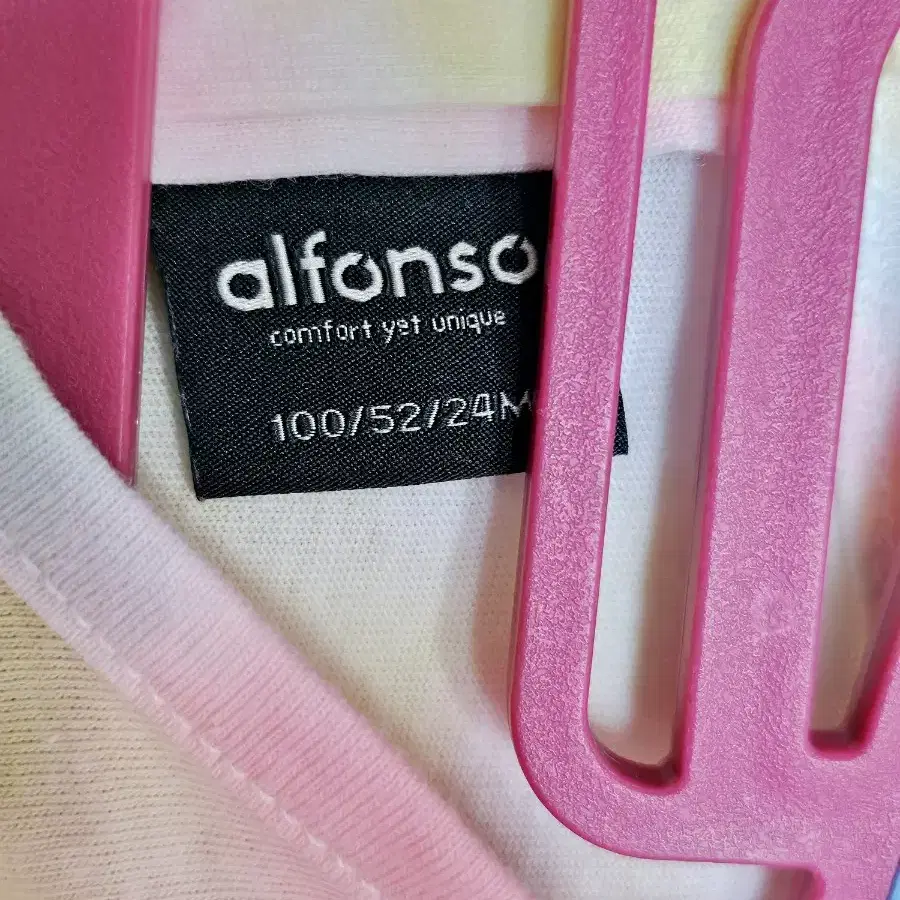 alfonso
comfort yet unique
100/52/24M